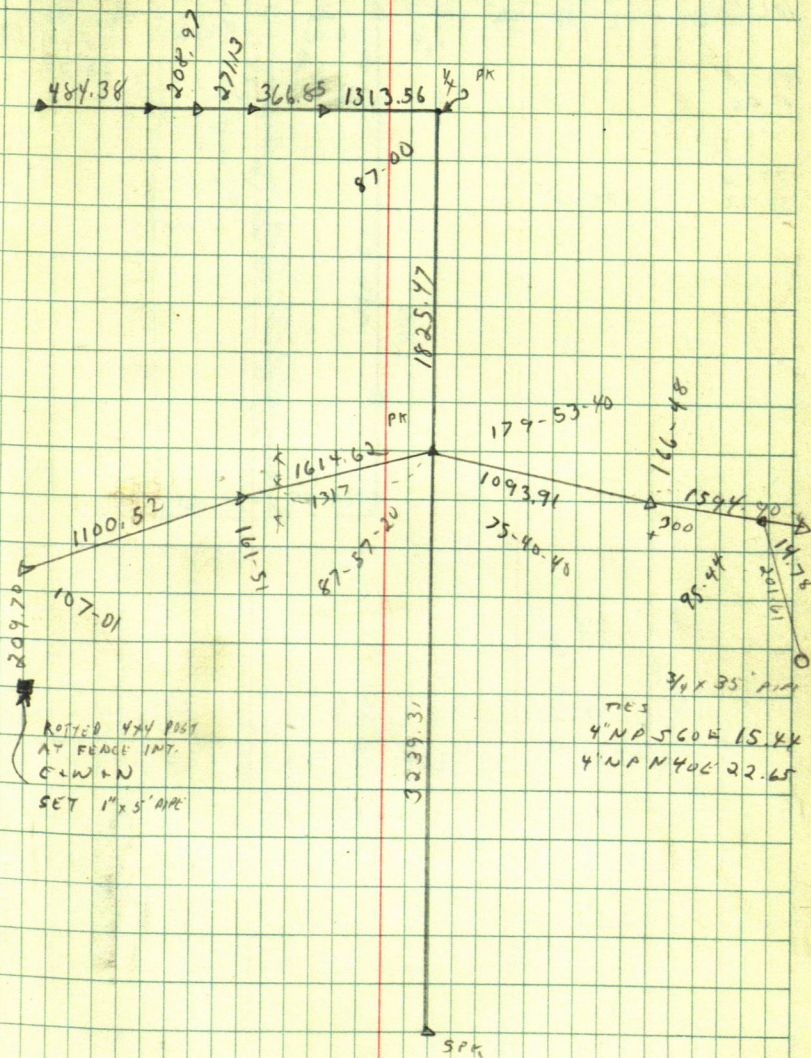 484.38
208.97
271.13
366.85
1313.56
1/4
PK
87-00
1825.47
PK
179-53-40
166-48
1614.62
1317
1093.91
1594.90
1100.52
161-51
87-57-20
75-40-40
+300
95-44
14.78
201.61
209.70
107-01
3/4 X 35' PIPE
ROTTED 4X4 POST
AT FENCE INT.
E+W+N
SET 1" x 5' PIPE
TIES
4" NP S60E 15.44
4" NP N40E 22.65
3239.31
SPK